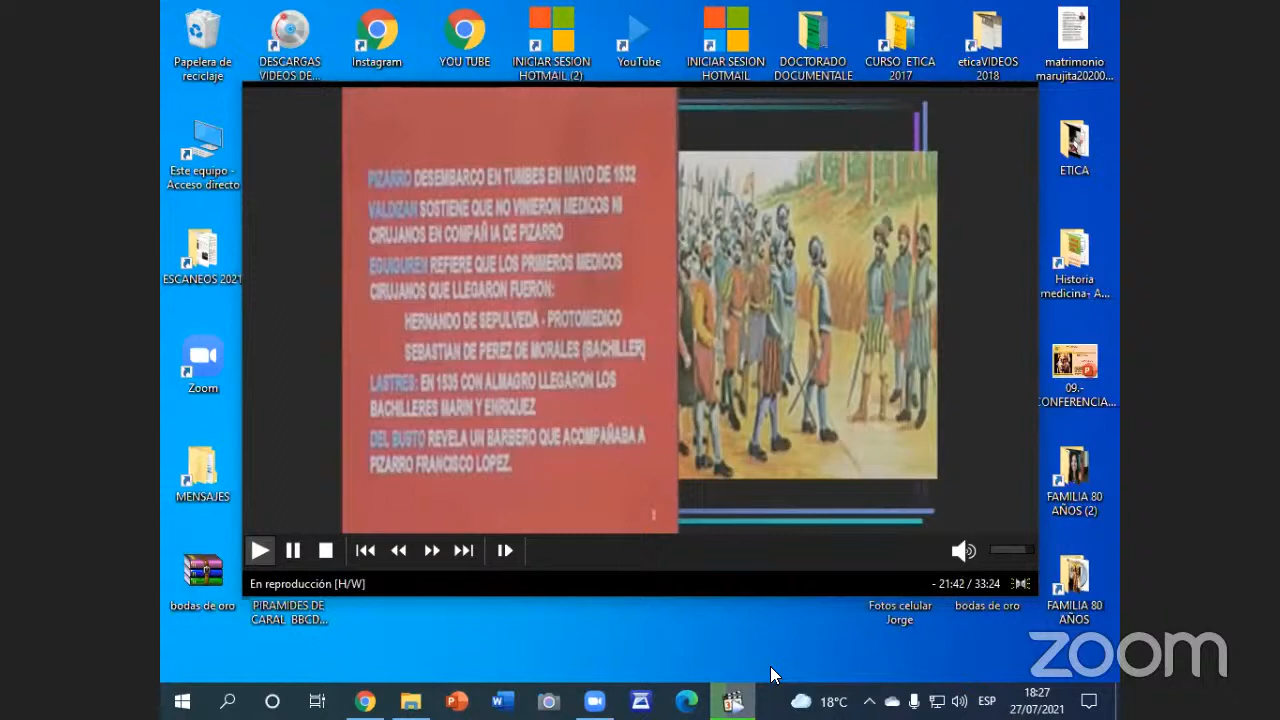 Papelera de
reciclaje
DESCARGAS
VIDEOS DE...
Instagram
YOU TUBE
INICIAR SESION
HOTMAIL (2)
YouTube
INICIAR SESION
HOTMAIL
DOCTORADO
DOCUMENTALE
CURSO ETICA
2017
eticaVIDEOS
2018
matrimonio
marujita20200...
Este equipo -
Acceso directo
ETICA
ESCANEOS 2021
Historia
medicina- A...
Zoom
09.-
CONFERENCIA...
MENSAJES
FAMILIA 80
AÑOS (2)
bodas de oro
PIRAMIDES DE
CARAL BBCD...
Fotos celular
Jorge
bodas de oro
FAMILIA 80
AÑOS
PIZARRO DESEMBARCO EN TUMBES EN MAYO DE 1532
VALDIZAN SOSTIENE QUE NO VINIERON MEDICOS NI
CIRUJANOS EN COMPAÑ IA DE PIZARRO
EGUIGUREN REFIERE QUE LOS PRIMEROS MEDICOS
CIRUJANOS QUE LLEGARON FUERON:
HERNANDO DE SEPULVEDA - PROTOMEDICO
SEBASTIAN DE PEREZ DE MORALES (BACHILLER)
LASTRES: EN 1535 CON ALMAGRO LLEGARON LOS
BACHILLERES MARIN Y ENRIQUEZ
DEL BUSTO REVELA UN BARBERO QUE ACOMPAÑABA A
PIZARRO FRANCISCO LOPEZ.
En reproducción [H/W]
- 21:42 / 33:24
zoom
18°C
ESP
18:27
27/07/2021